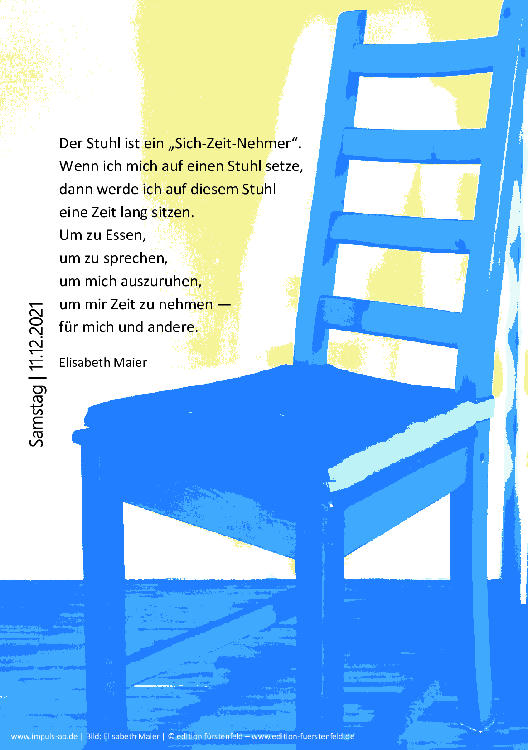 Der Stuhl ist ein „Sich-Zeit-Nehmer“.
Wenn ich mich auf einen Stuhl setze,
dann werde ich auf diesem Stuhl
eine Zeit lang sitzen.
Um zu Essen,
um zu sprechen,
um mich auszuruhen,
um mir Zeit zu nehmen —
für mich und andere.
Elisabeth Maier
Samstag | 11.12.2021
www.impuls-ab.de | Bild: Elisabeth Maier | © edition fürstenfeld – www.edition-fuerstenfeld.de